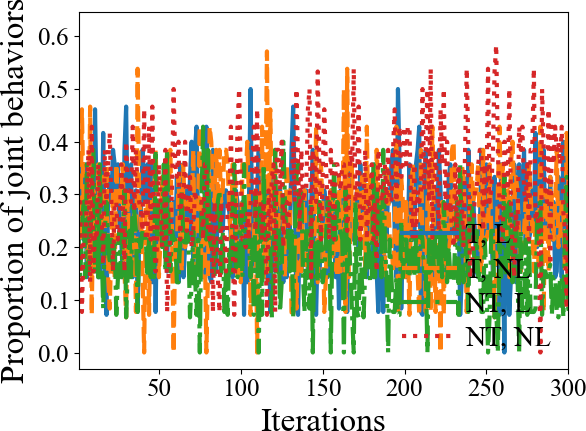 Proportion of joint behaviors
0.6
0.5
0.4
0.3
0.2
0.1
0.0
T, L
T, NL
NT, L
NT, NL
50
100
150
200
250
300
Iterations